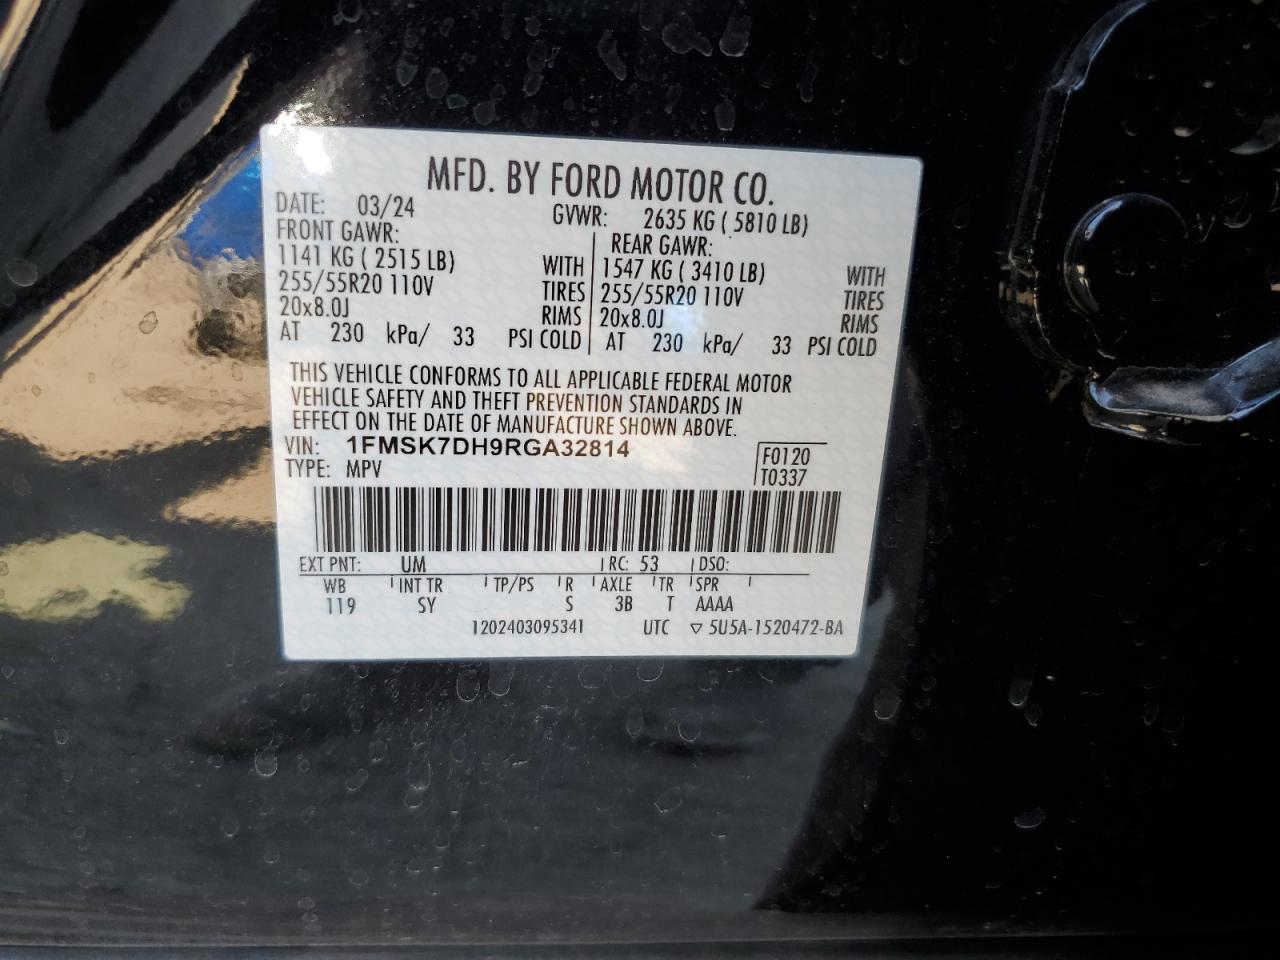 MFD. BY FORD MOTOR CO.
DATE: 03/24 GVWR: 2635 KG ( 5810 LB)
FRONT GAWR: REAR GAWR:
1141 KG ( 2515 LB) WITH 1547 KG ( 3410 LB) WITH
255/55R20 110V TIRES 255/55R20 110V TIRES
20x8.0J RIMS 20x8.0J RIMS
AT 230 kPa/ 33 PSI COLD AT 230 kPa/ 33 PSI COLD
THIS VEHICLE CONFORMS TO ALL APPLICABLE FEDERAL MOTOR
VEHICLE SAFETY AND THEFT PREVENTION STANDARDS IN
EFFECT ON THE DATE OF MANUFACTURE SHOWN ABOVE.
VIN: 1FMSK7DH9RGA32814 F0120
TYPE: MPV T0337
EXT PNT: UM RC: 53 DSO:
WB INT TR TP/PS R AXLE TR SPR
119 SY S 3B T AAAA
1202403095341 UTC ▽ 5U5A-1520472-BA